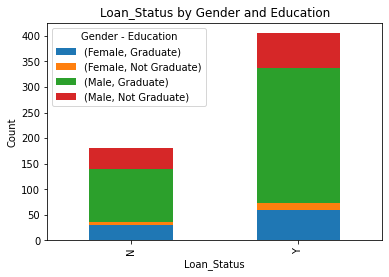 Loan_Status by Gender and Education
Gender - Education
(Female, Graduate)
(Female, Not Graduate)
(Male, Graduate)
(Male, Not Graduate)
400
350
300
250
200
150
100
50
0
Count
N
Y
Loan_Status